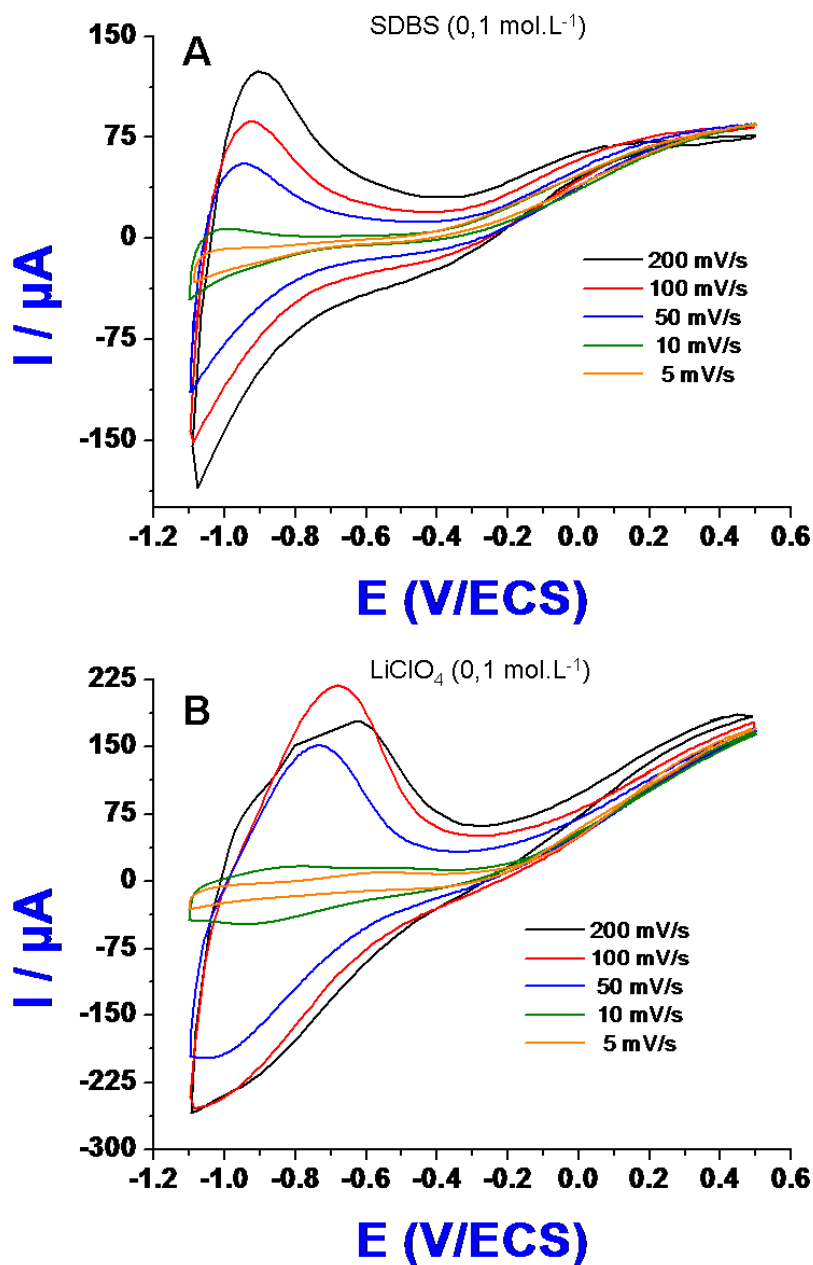 A
SDBS (0,1 mol.L⁻¹)
150
75
0
-75
-150
I / µA
200 mV/s
100 mV/s
50 mV/s
10 mV/s
5 mV/s
-1.2 -1.0 -0.8 -0.6 -0.4 -0.2 0.0 0.2 0.4 0.6
E (V/ECS)
LiClO₄ (0,1 mol.L⁻¹)
B
225
150
75
0
-75
-150
-225
-300
I / µA
200 mV/s
100 mV/s
50 mV/s
10 mV/s
5 mV/s
-1.2 -1.0 -0.8 -0.6 -0.4 -0.2 0.0 0.2 0.4 0.6
E (V/ECS)